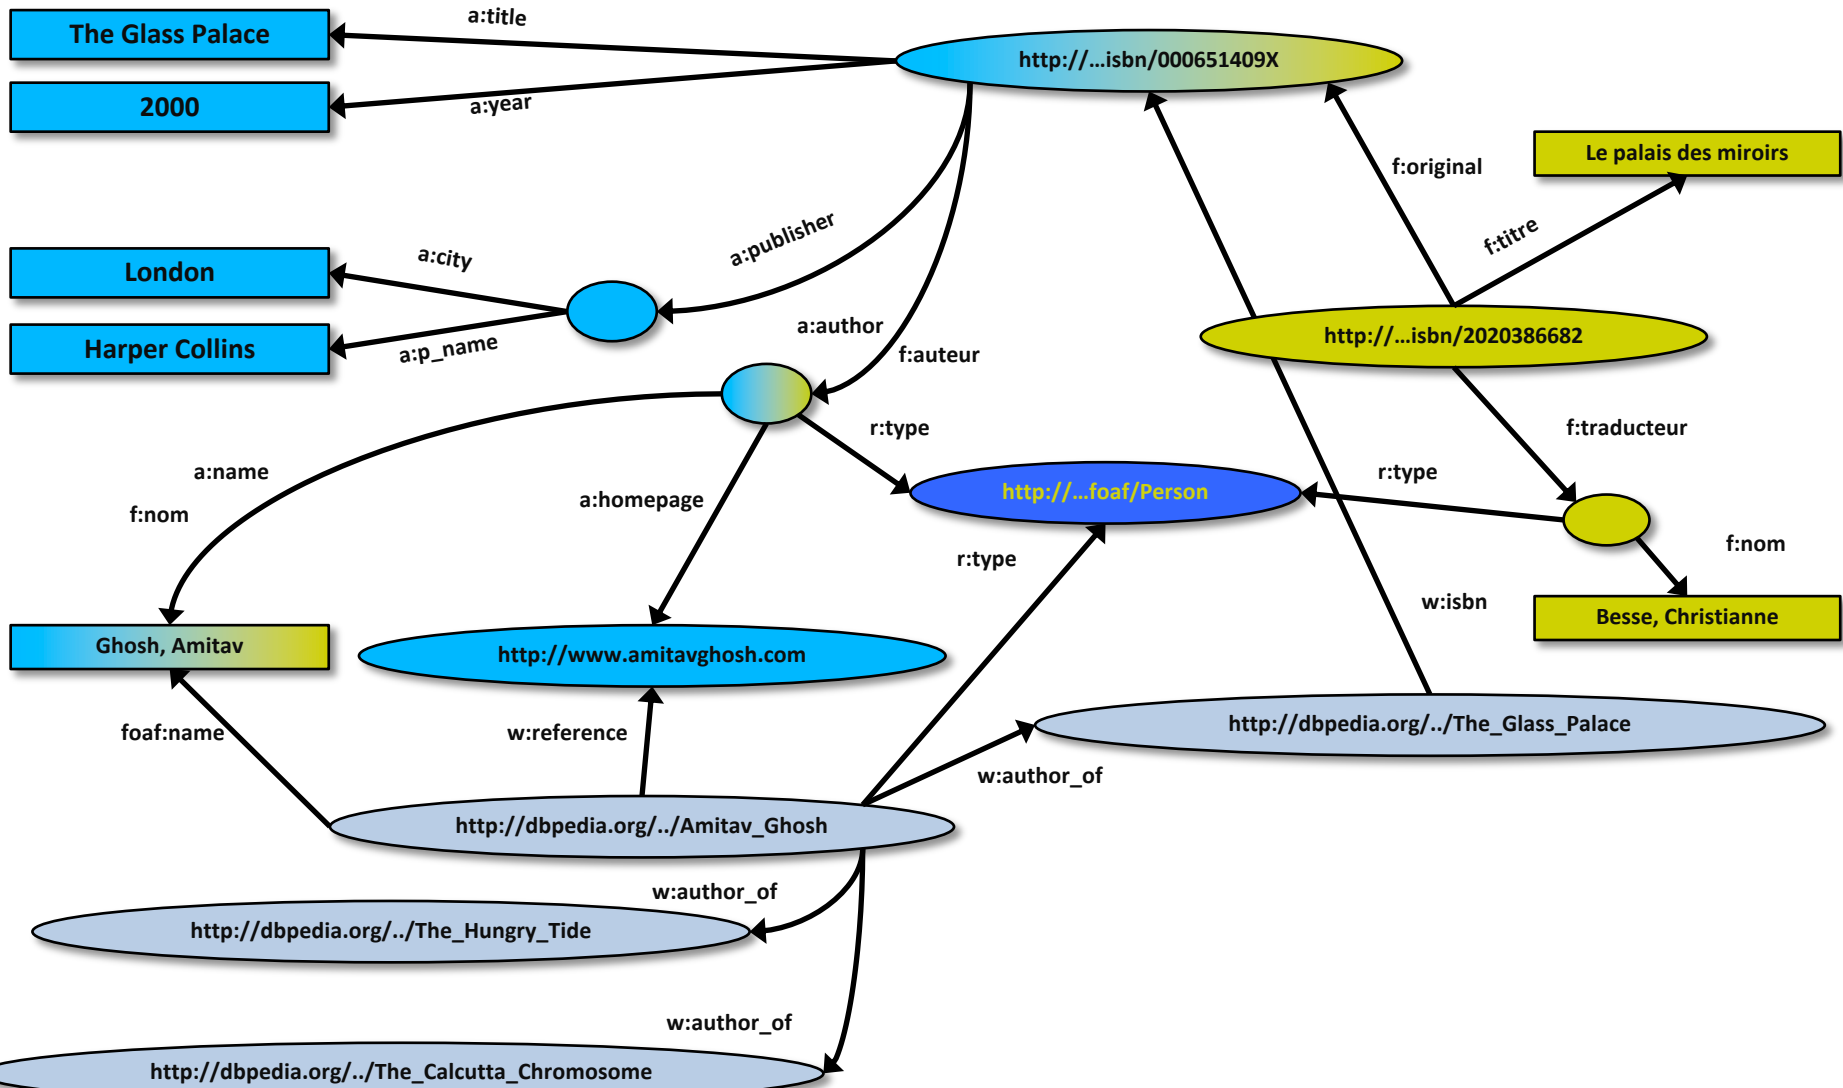 a:title
The Glass Palace
http://...isbn/000651409X
2000
a:year
Le palais des miroirs
f:original
f:titre
a:publisher
a:city
London
a:author
http://...isbn/2020386682
Harper Collins
a:p_name
f:auteur
r:type
f:traducteur
a:name
r:type
http://...foaf/Person
a:homepage
f:nom
f:nom
r:type
w:isbn
Besse, Christianne
Ghosh, Amitav
http://www.amitavghosh.com
foaf:name
w:reference
http://dbpedia.org/../The_Glass_Palace
w:author_of
http://dbpedia.org/../Amitav_Ghosh
w:author_of
http://dbpedia.org/../The_Hungry_Tide
w:author_of
http://dbpedia.org/../The_Calcutta_Chromosome